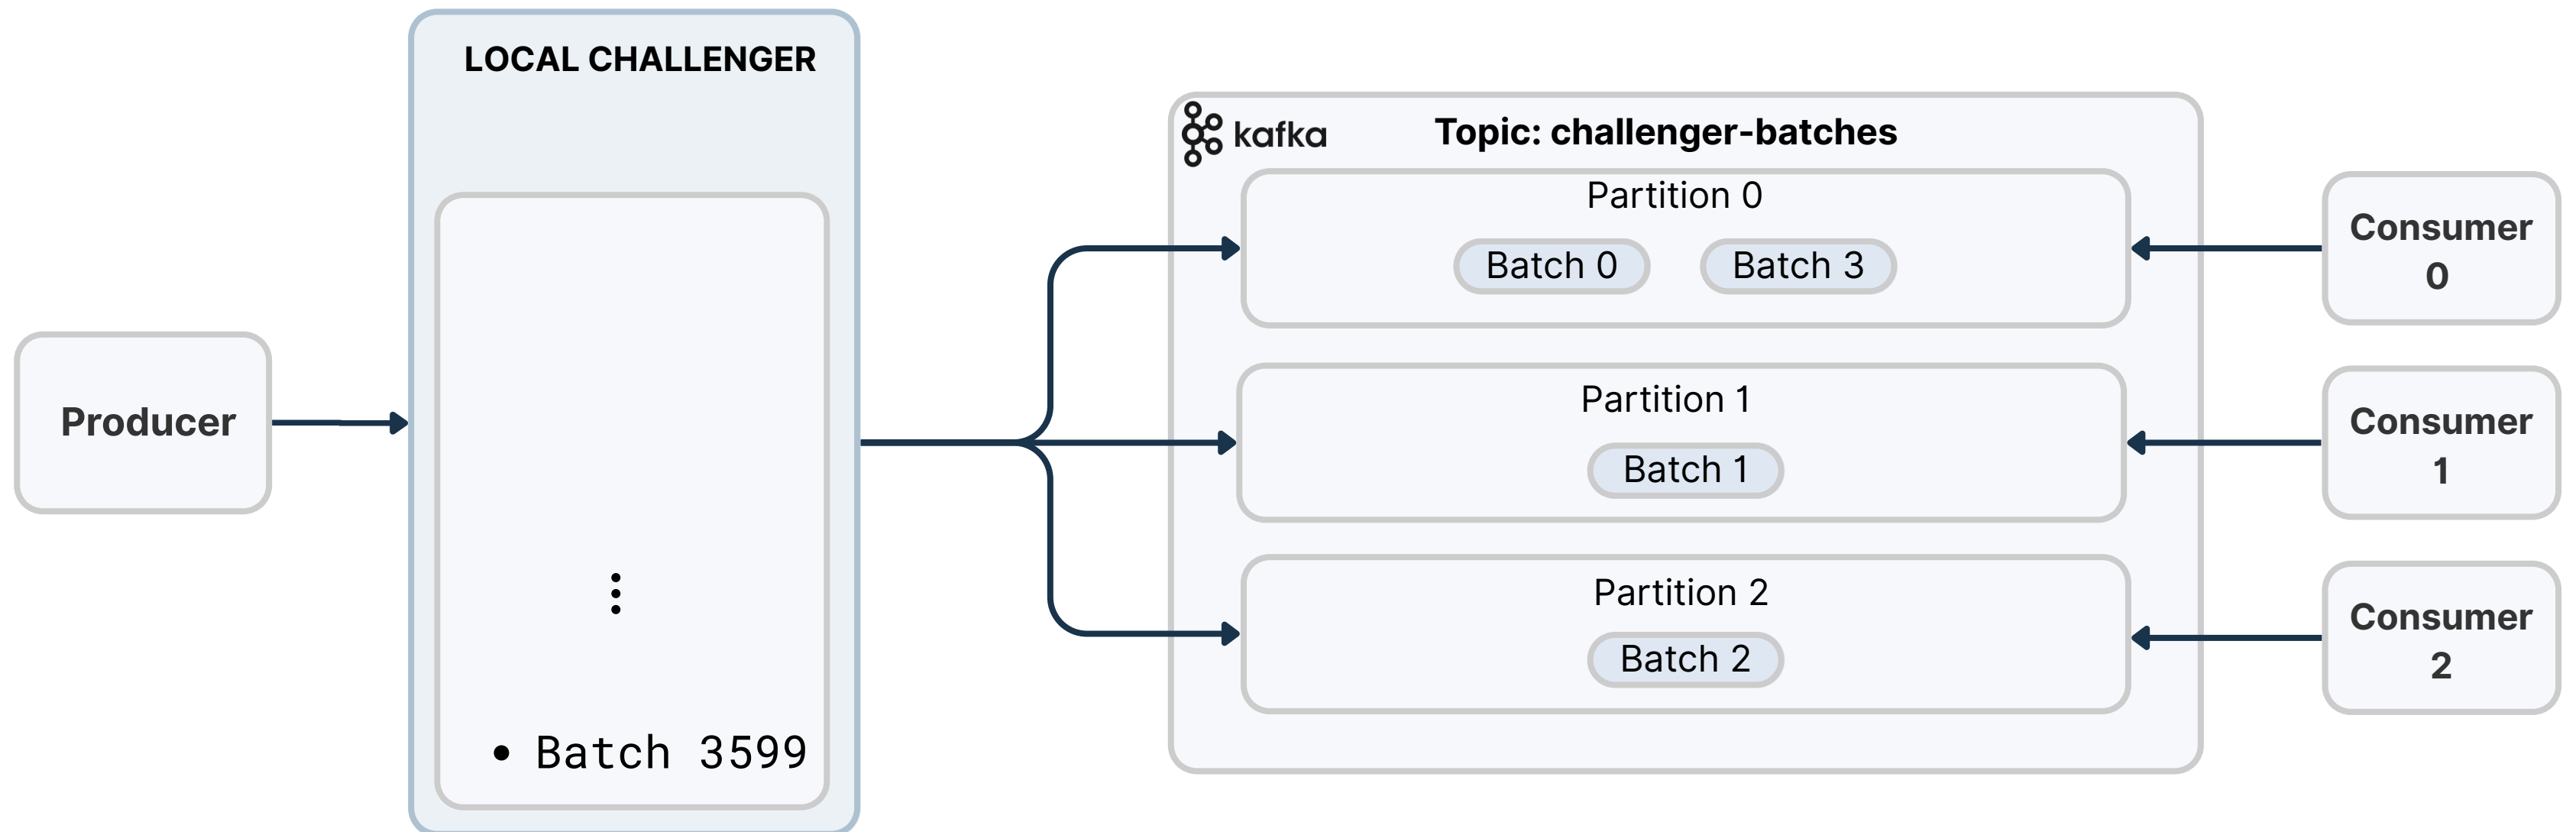 LOCAL CHALLENGER
Producer
⋮
• Batch 3599
kafka
Topic: challenger-batches
Partition 0
Batch 0 Batch 3
Partition 1
Batch 1
Partition 2
Batch 2
Consumer
0
Consumer
1
Consumer
2